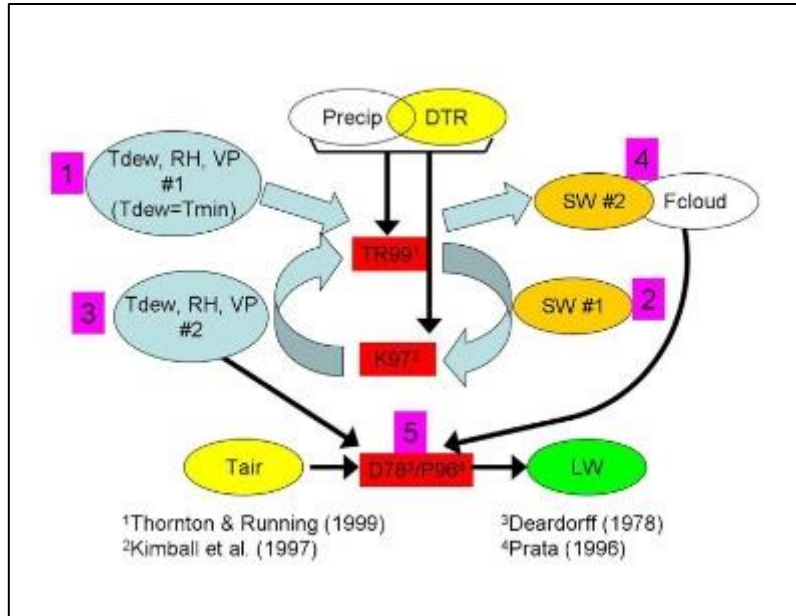 Precip
DTR
1
Tdew, RH, VP
#1
(Tdew=Tmin)
4
SW #2
Fcloud
TR99¹
3
Tdew, RH, VP
#2
SW #1
2
K97²
5
Tair
D78³/P96⁴
LW
¹Thornton & Running (1999)
²Kimball et al. (1997)
³Deardorff (1978)
⁴Prata (1996)